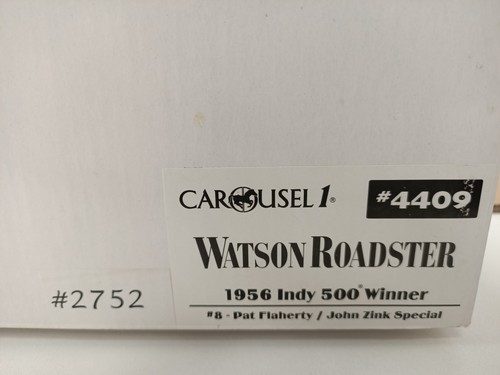 CAROUSEL 1® #4409
WATSON ROADSTER
1956 Indy 500® Winner
#8 - Pat Flaherty / John Zink Special
#2752